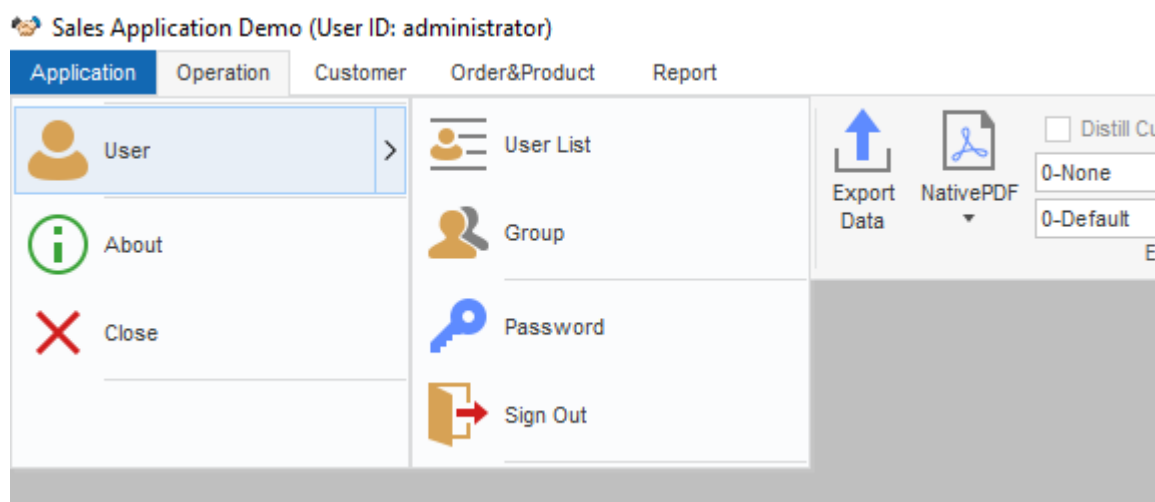 Sales Application Demo (User ID: administrator)
Application Operation Customer Order&Product Report
User
About
Close
User List
Group
Password
Sign Out
Export
Data
NativePDF
Distill
0-None
0-Default